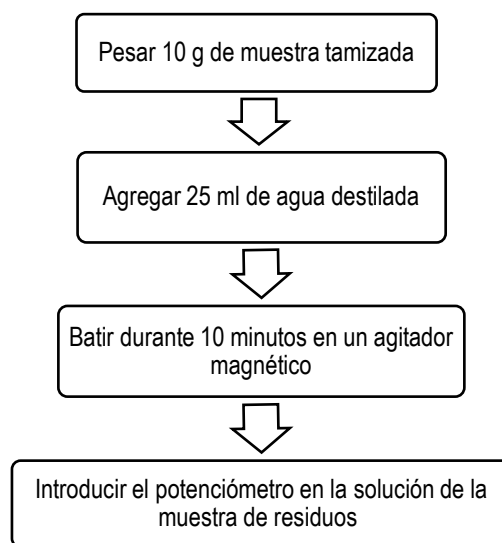 Pesar 10 g de muestra tamizada
Agregar 25 ml de agua destilada
Batir durante 10 minutos en un agitador
magnético
Introducir el potenciómetro en la solución de la
muestra de residuos